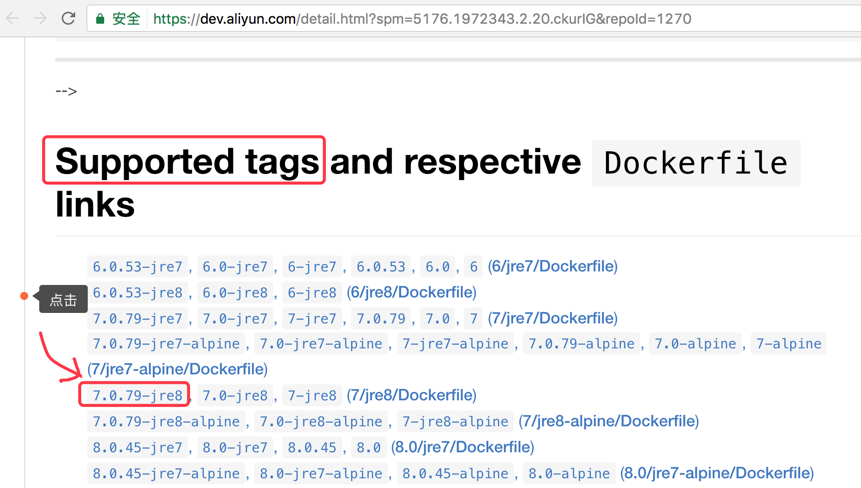 安全 https://dev.aliyun.com/detail.html?spm=5176.1972343.2.20.ckurlG&repoId=1270
-->
Supported tags and respective Dockerfile
links
6.0.53-jre7 , 6.0-jre7 , 6-jre7 , 6.0.53 , 6.0 , 6 (6/jre7/Dockerfile)
6.0.53-jre8 , 6.0-jre8 , 6-jre8 (6/jre8/Dockerfile)
点击
7.0.79-jre7 , 7.0-jre7 , 7-jre7 , 7.0.79 , 7.0 , 7 (7/jre7/Dockerfile)
7.0.79-jre7-alpine , 7.0-jre7-alpine , 7-jre7-alpine , 7.0.79-alpine , 7.0-alpine , 7-alpine
(7/jre7-alpine/Dockerfile)
7.0.79-jre8 , 7.0-jre8 , 7-jre8 (7/jre8/Dockerfile)
7.0.79-jre8-alpine , 7.0-jre8-alpine , 7-jre8-alpine (7/jre8-alpine/Dockerfile)
8.0.45-jre7 , 8.0-jre7 , 8.0.45 , 8.0 (8.0/jre7/Dockerfile)
8.0.45-jre7-alpine , 8.0-jre7-alpine , 8.0.45-alpine , 8.0-alpine (8.0/jre7-alpine/Dockerfile)